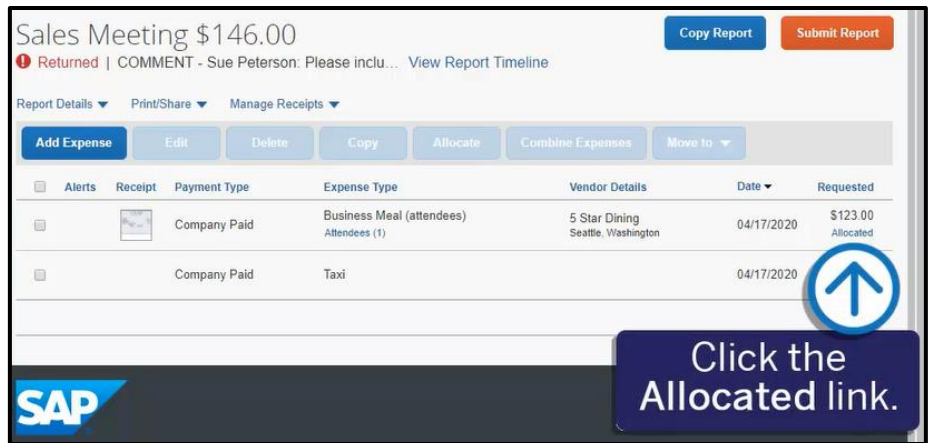 Sales Meeting $146.00
Copy Report
Submit Report
Returned | COMMENT - Sue Peterson: Please inclu... View Report Timeline
Report Details Print/Share Manage Receipts
Add Expense Edit Delete Copy Allocate Combine Expenses Move to
Alerts Receipt Payment Type Expense Type Vendor Details Date Requested
Company Paid Business Meal (attendees) 5 Star Dining 04/17/2020 $123.00
Attendees (1) Seattle, Washington Allocated
Company Paid Taxi 04/17/2020
Click the
Allocated link.
SAP